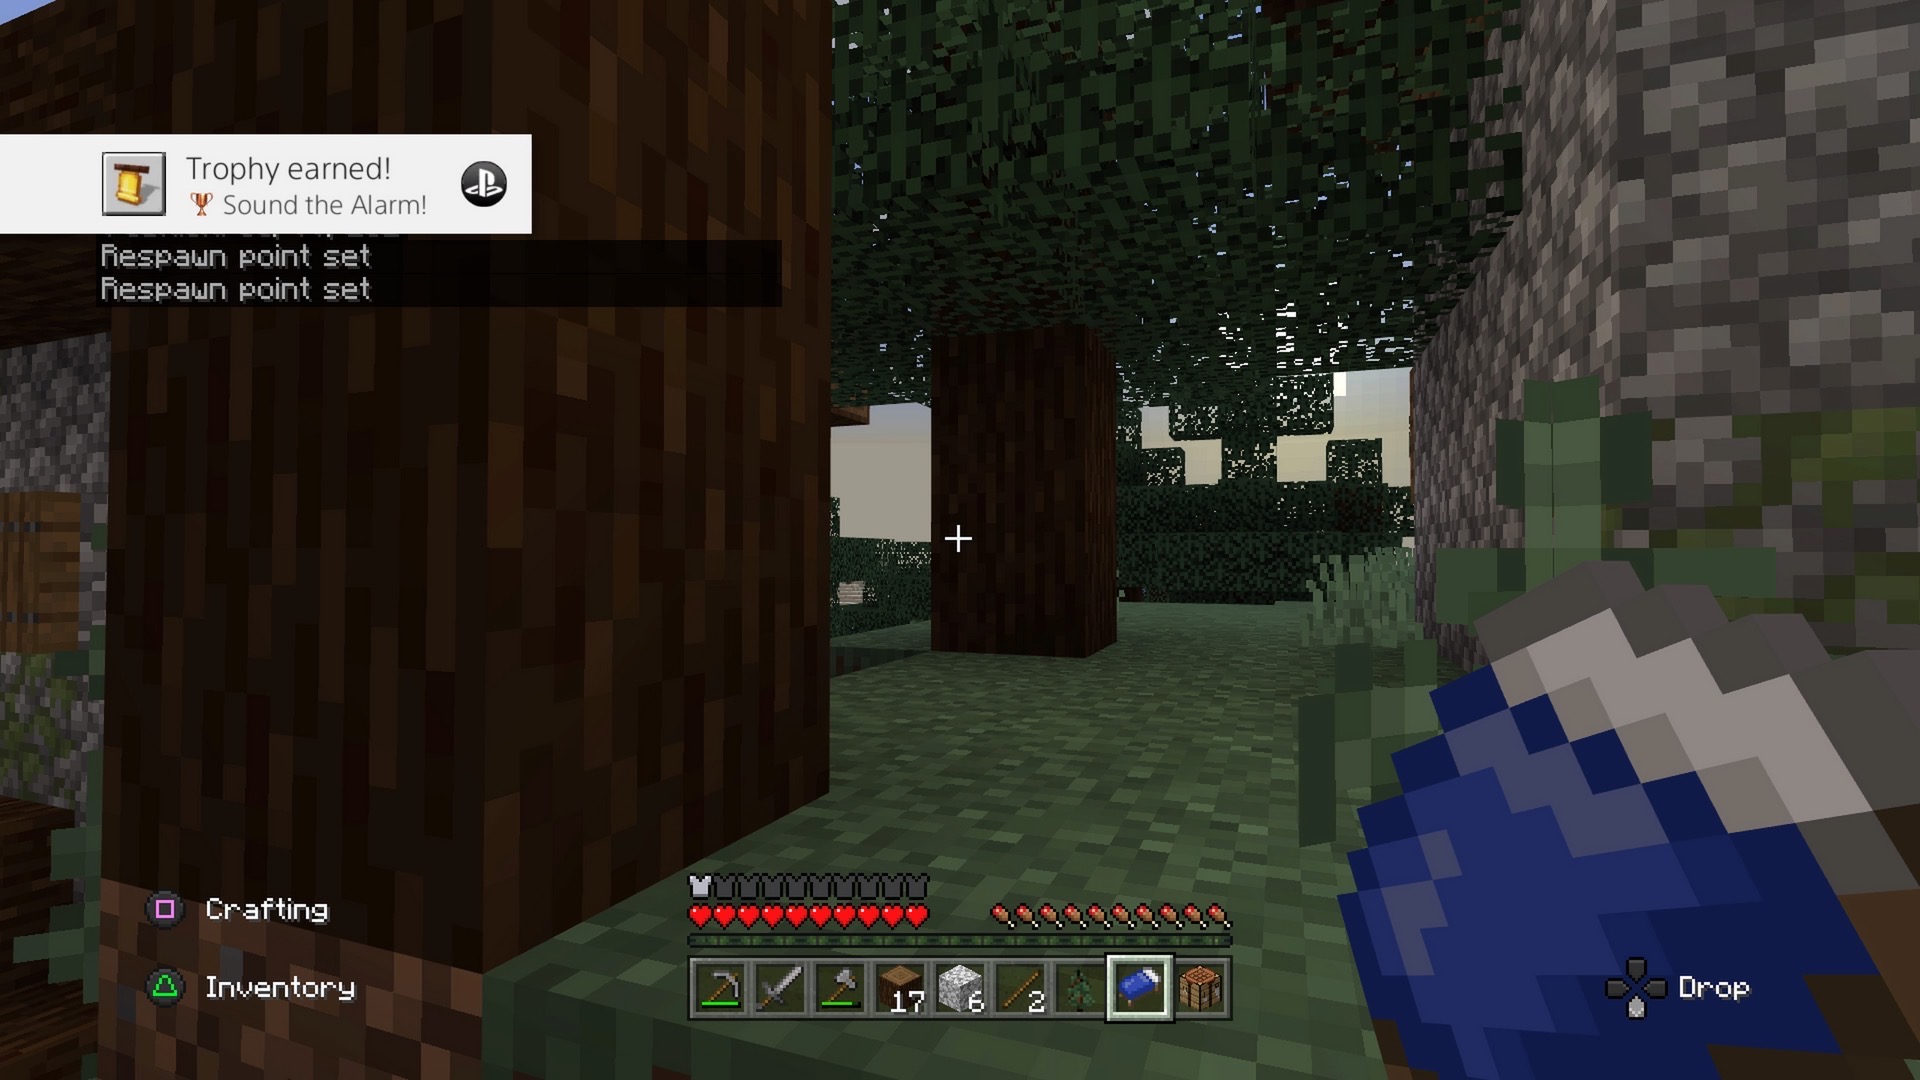 Trophy earned!
Sound the Alarm!
Respawn point set
Respawn point set
Crafting
Inventory
17
6
2
Drop